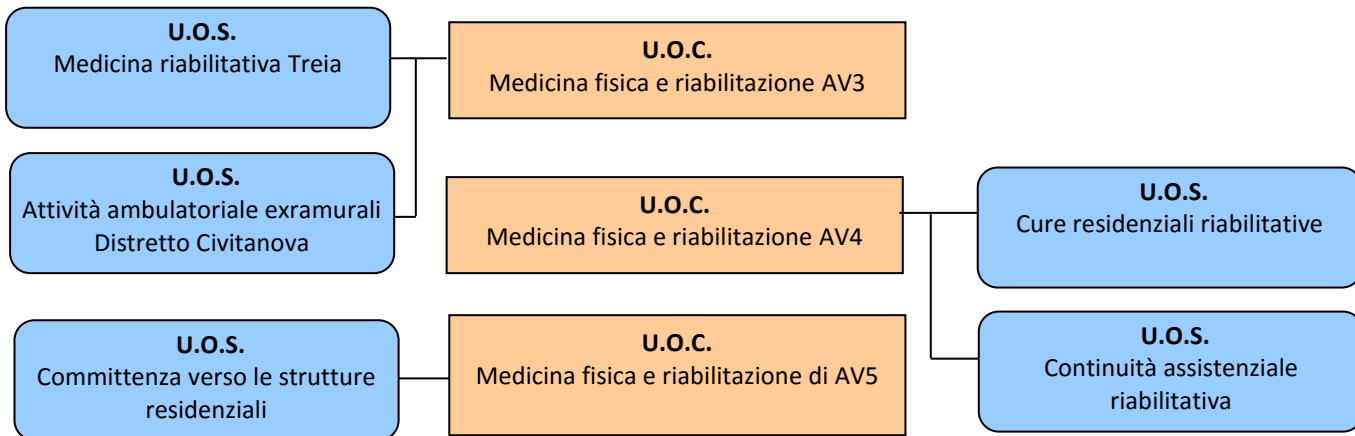 U.O.S.
Medicina riabilitativa Treia
U.O.C.
Medicina fisica e riabilitazione AV3
U.O.S.
Attività ambulatoriale exramurali
Distretto Civitanova
U.O.C.
Medicina fisica e riabilitazione AV4
U.O.S.
Cure residenziali riabilitative
U.O.S.
Committenza verso le strutture
residenziali
U.O.C.
Medicina fisica e riabilitazione di AV5
U.O.S.
Continuità assistenziale
riabilitativa